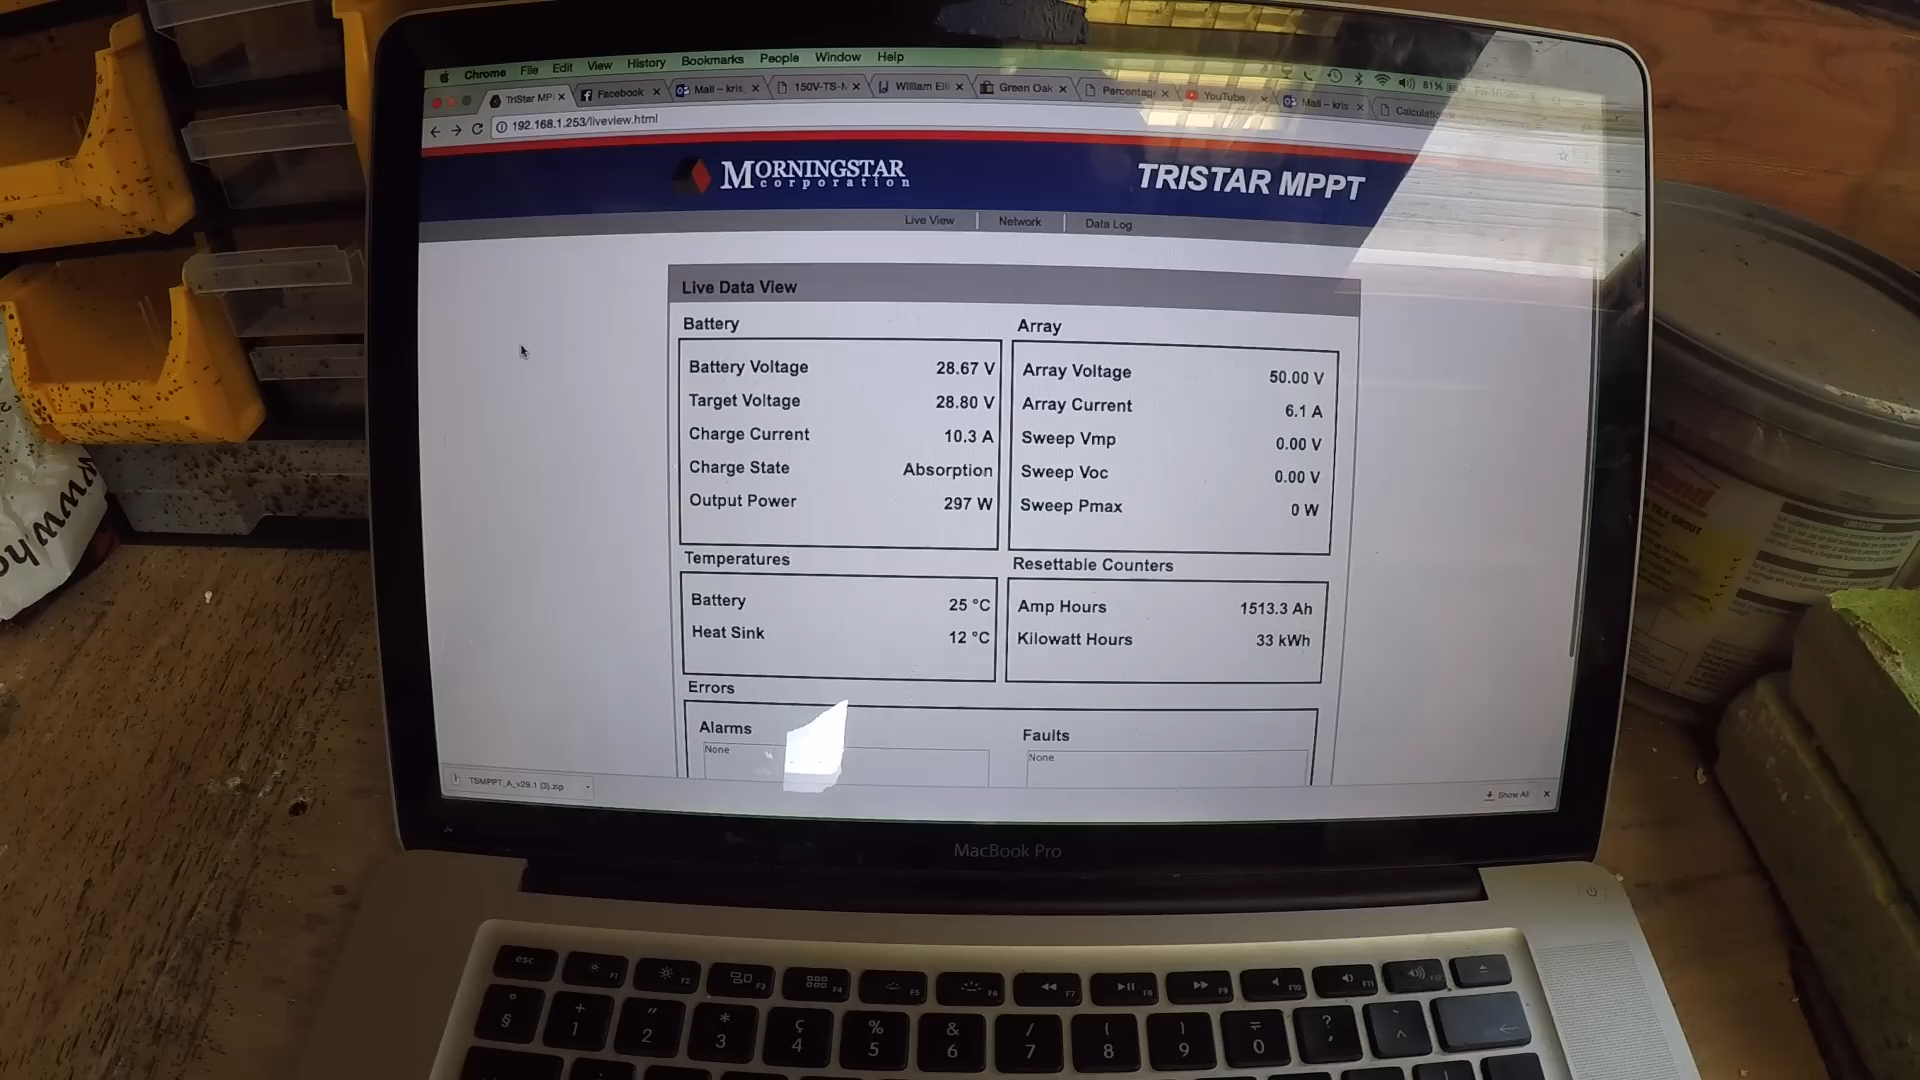 Chrome File Edit View History Bookmarks People Window Help 81%
TriStar MP Facebook Mail – kris 150V-TS-M William Elli Green Oak Percentag YouTube Mail – kris Calculatio
192.168.1.253/liveview.html
MORNINGSTAR
corporation
TRISTAR MPPT
Live View Network Data Log
Live Data View
Battery Array
Battery Voltage 28.67 V Array Voltage 50.00 V
Target Voltage 28.80 V Array Current 6.1 A
Charge Current 10.3 A Sweep Vmp 0.00 V
Charge State Absorption Sweep Voc 0.00 V
Output Power 297 W Sweep Pmax 0 W
Temperatures Resettable Counters
Battery 25 °C Amp Hours 1513.3 Ah
Heat Sink 12 °C Kilowatt Hours 33 kWh
Errors
Alarms Faults
None None
TSMPPT_A_v29.1 (3).zip Show All
MacBook Pro
esc F1 F2 F3 F4 F5 F6 F7 F8 F9 F10 F11 F12
° § + 1 " 2 * 3 ç 4 % 5 & 6 / 7 ( 8 ) 9 = 0 ? ' ` ^
TILE GROUT